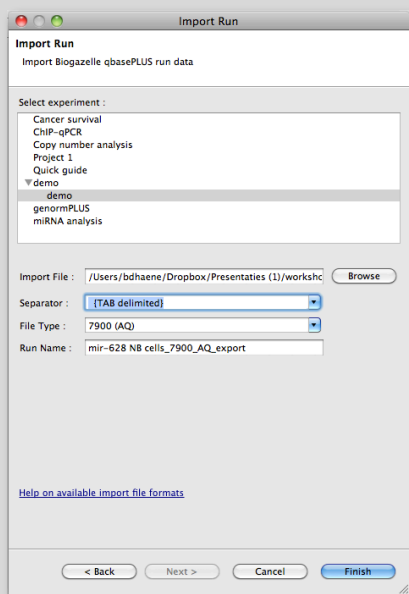 Import Run
Import Run
Import Biogazelle qbasePLUS run data
Select experiment :
Cancer survival
ChIP-qPCR
Copy number analysis
Project 1
Quick guide
demo
demo
genormPLUS
miRNA analysis
Import File : /Users/bdhaene/Dropbox/Presentaties (1)/workshc Browse
Separator : {TAB delimited}
File Type : 7900 (AQ)
Run Name : mir-628 NB cells_7900_AQ_export
Help on available import file formats
< Back Next > Cancel Finish